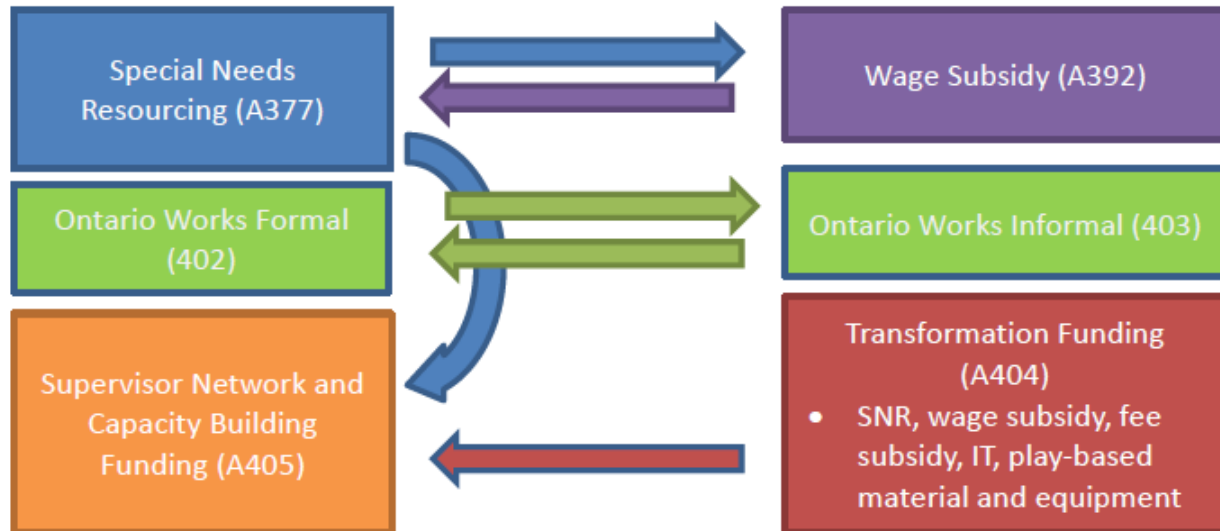 Special Needs
Resourcing (A377)
Wage Subsidy (A392)
Ontario Works Formal
(402)
Ontario Works Informal (403)
Supervisor Network and
Capacity Building
Funding (A405)
Transformation Funding
(A404)
• SNR, wage subsidy, fee
subsidy, IT, play-based
material and equipment